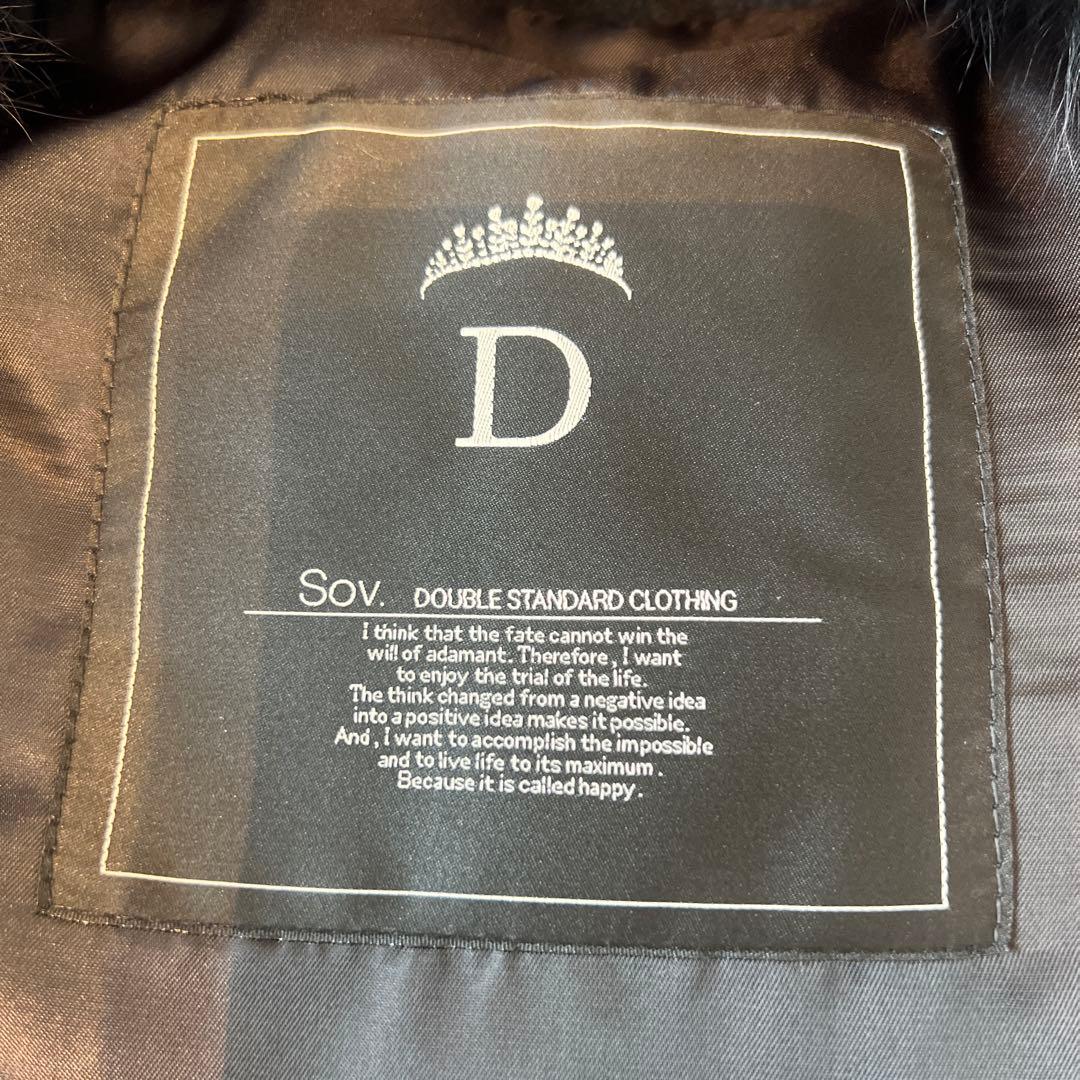 D
Sov. DOUBLE STANDARD CLOTHING
I think that the fate cannot win the
will of adamant. Therefore, I want
to enjoy the trial of the life.
The think changed from a negative idea
into a positive idea makes it possible.
And, I want to accomplish the impossible
and to live life to its maximum.
Because it is called happy.